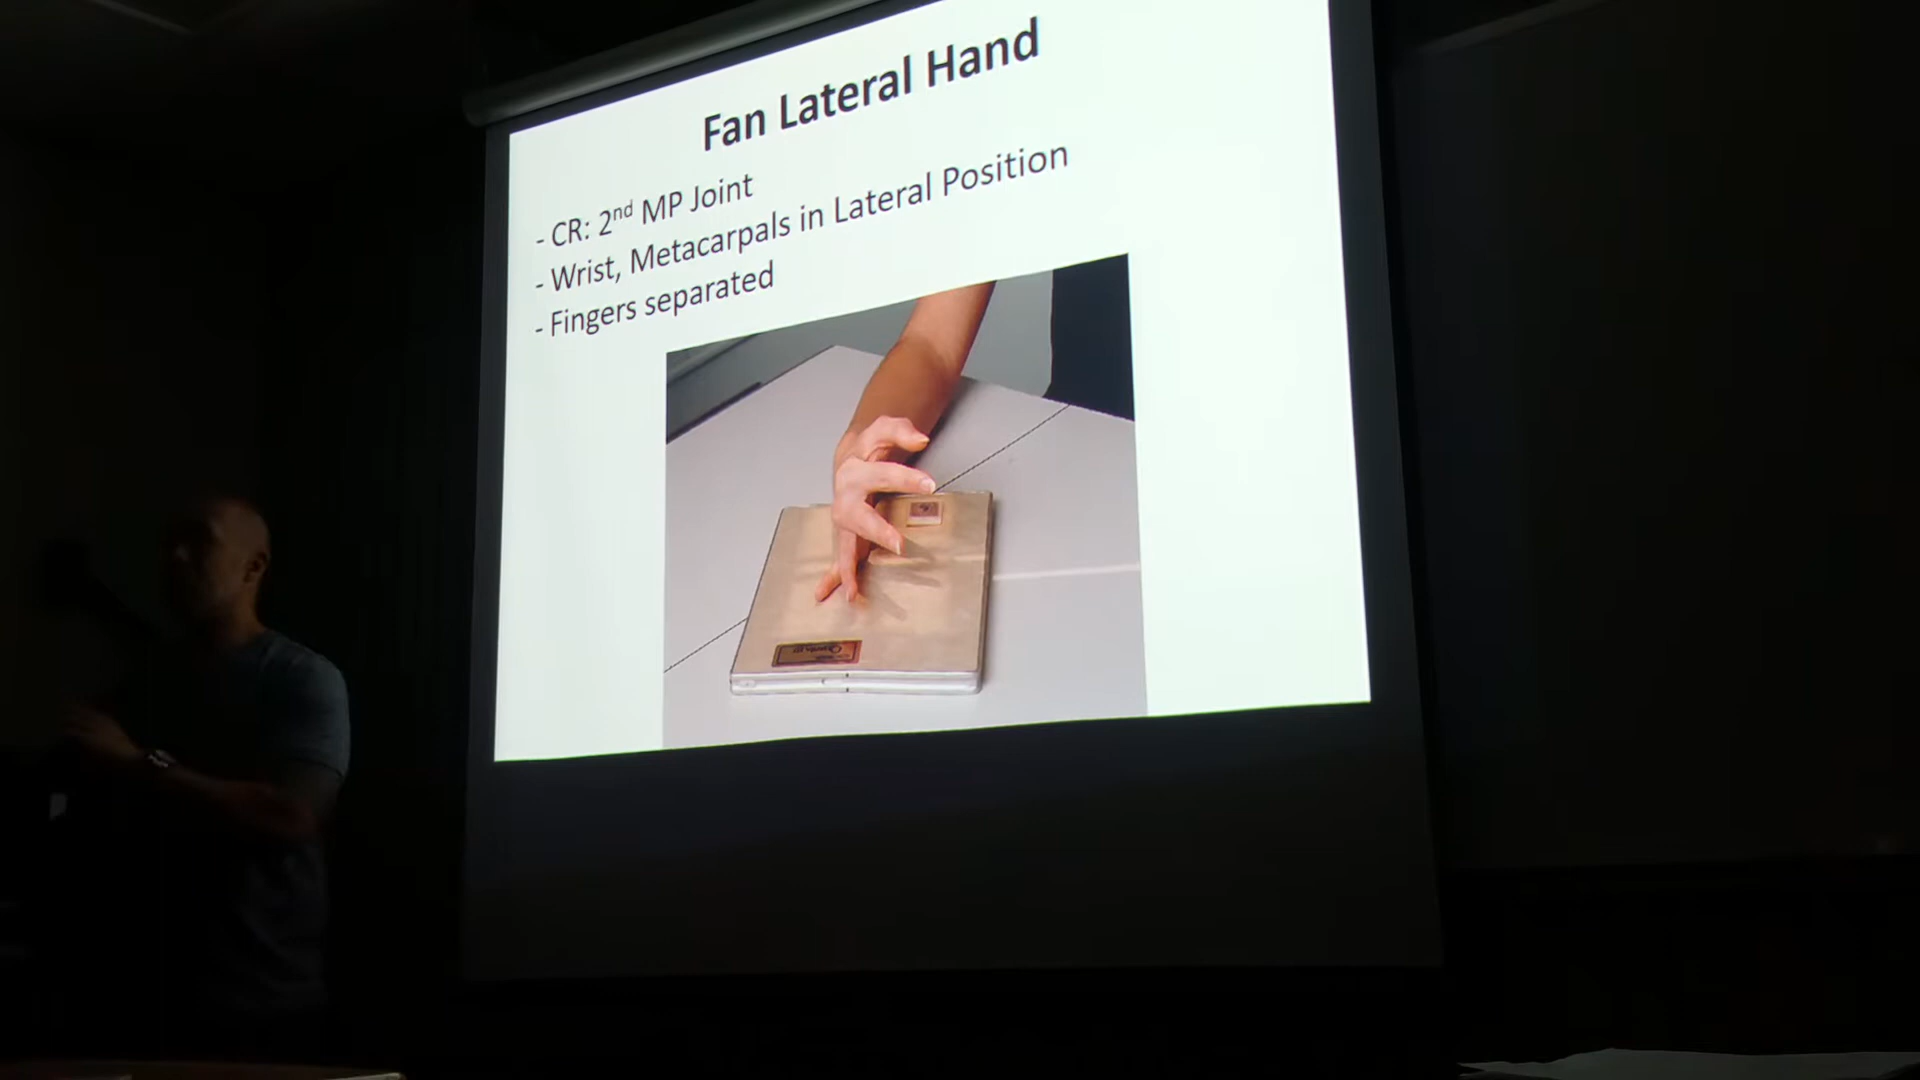 Fan Lateral Hand
- CR: 2nd MP Joint
- Wrist, Metacarpals in Lateral Position
- Fingers separated